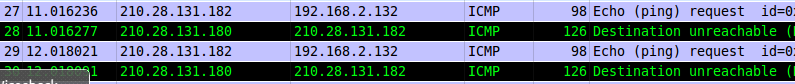 27 11.016236 210.28.131.182 192.168.2.132 ICMP 98 Echo (ping) request id=0
28 11.016277 210.28.131.180 210.28.131.182 ICMP 126 Destination unreachable (
29 12.018021 210.28.131.182 192.168.2.132 ICMP 98 Echo (ping) request id=0
210.28.131.180 210.28.131.182 ICMP 126 Destination unreachable (